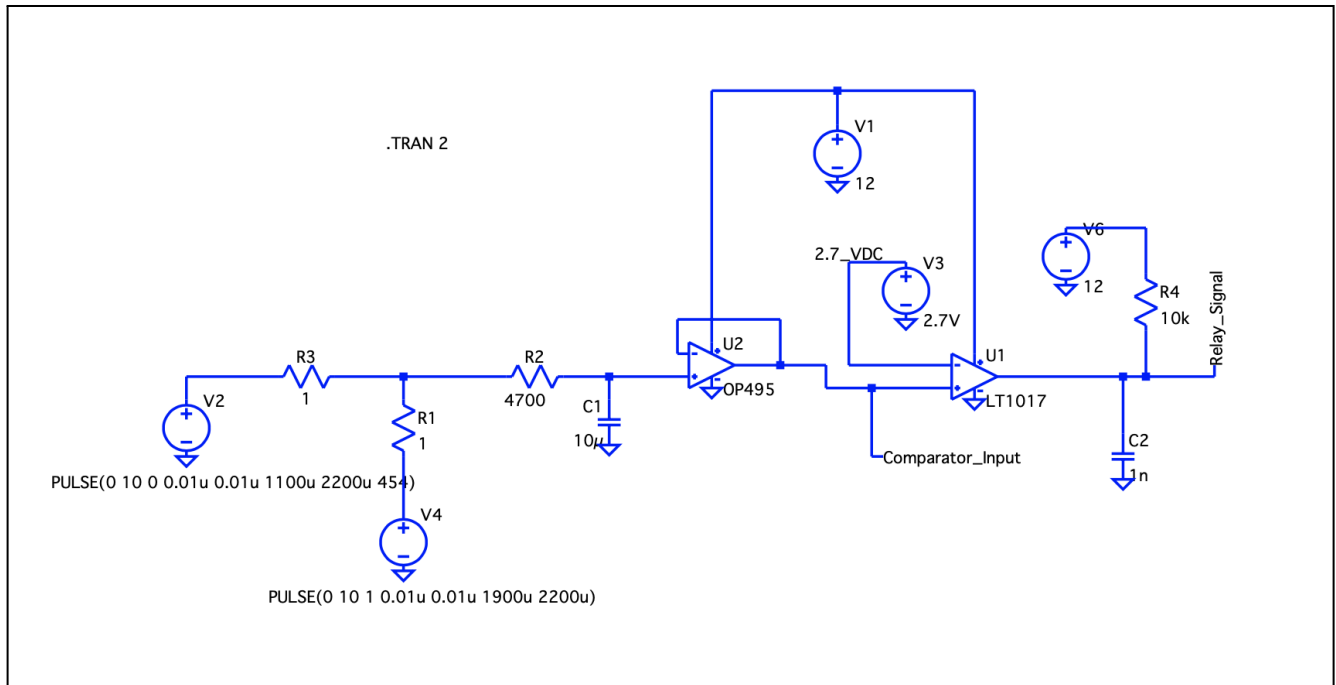 .TRAN 2
V1
12
2.7_VDC
V3
2.7V
V6
12
R4
10k
Relay_Signal
R3
1
R2
4700
U2
OP495
U1
LT1017
V2
R1
1
C1
10µ
C2
1n
Comparator_Input
PULSE(0 10 0 0.01u 0.01u 1100u 2200u 454)
V4
PULSE(0 10 1 0.01u 0.01u 1900u 2200u)